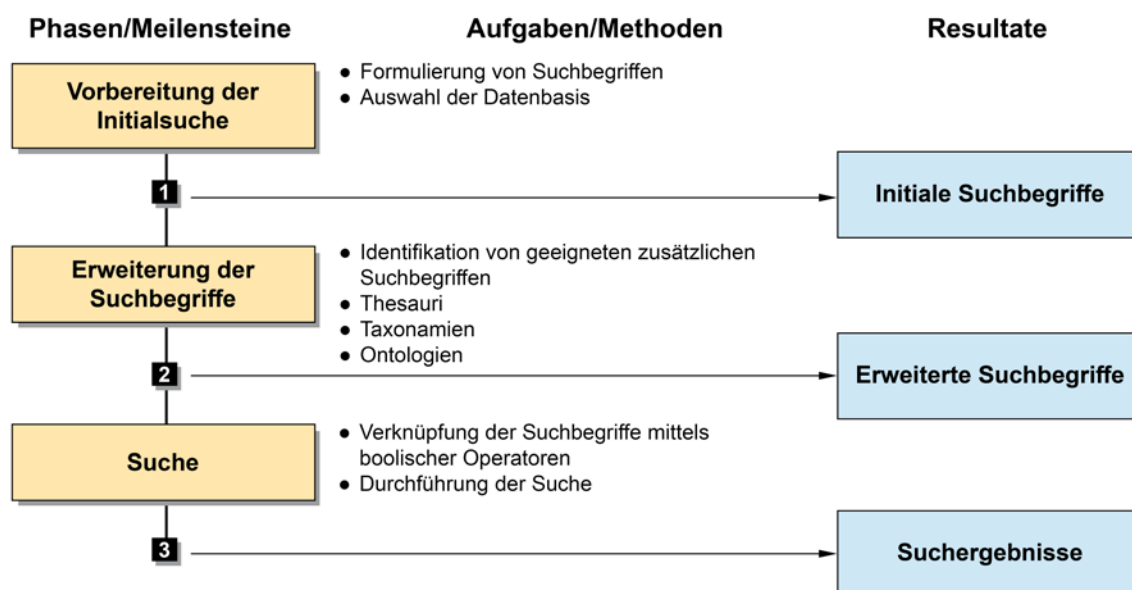 Phasen/Meilensteine
Aufgaben/Methoden
Resultate
Vorbereitung der
Initialsuche
● Formulierung von Suchbegriffen
● Auswahl der Datenbasis
1
Initiale Suchbegriffe
Erweiterung der
Suchbegriffe
● Identifikation von geeigneten zusätzlichen
Suchbegriffen
● Thesauri
● Taxonamien
● Ontologien
2
Erweiterte Suchbegriffe
Suche
● Verknüpfung der Suchbegriffe mittels
boolischer Operatoren
● Durchführung der Suche
3
Suchergebnisse